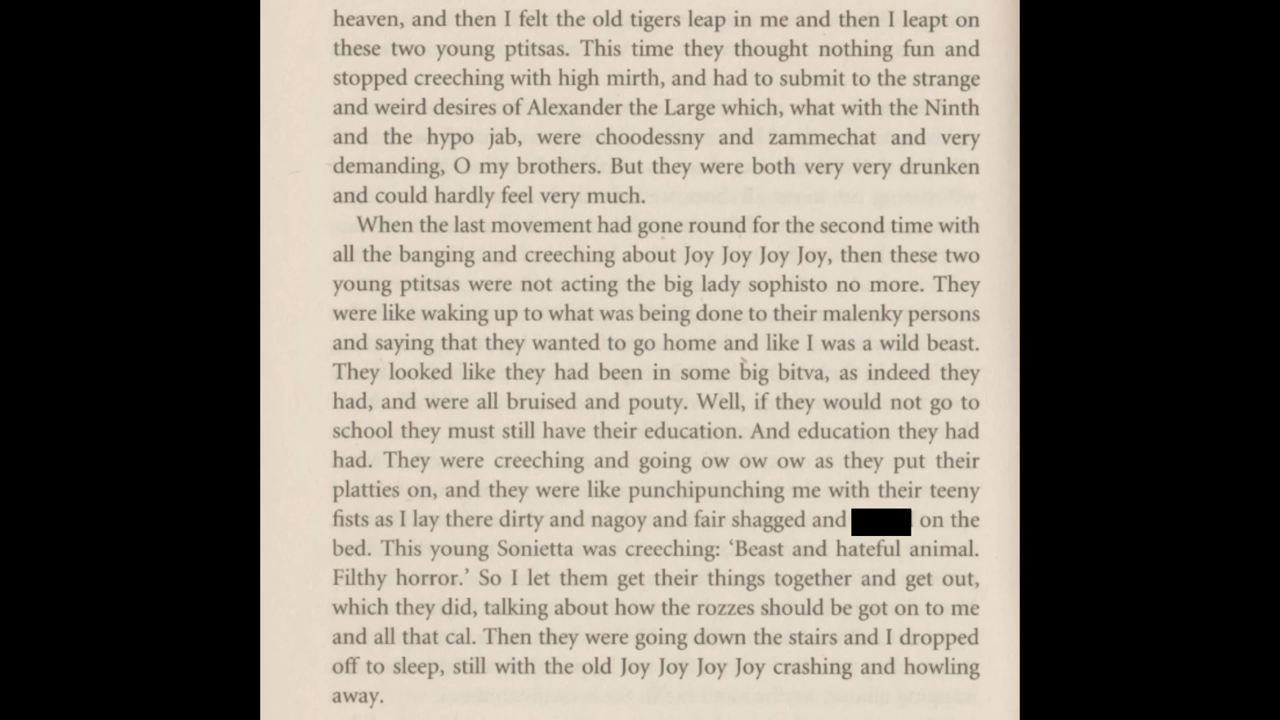 heaven, and then I felt the old tigers leap in me and then I leapt on
these two young ptitsas. This time they thought nothing fun and
stopped creeching with high mirth, and had to submit to the strange
and weird desires of Alexander the Large which, what with the Ninth
and the hypo jab, were choodessny and zammechat and very
demanding, O my brothers. But they were both very very drunken
and could hardly feel very much.
When the last movement had gone round for the second time with
all the banging and creeching about Joy Joy Joy Joy, then these two
young ptitsas were not acting the big lady sophisto no more. They
were like waking up to what was being done to their malenky persons
and saying that they wanted to go home and like I was a wild beast.
They looked like they had been in some big bitva, as indeed they
had, and were all bruised and pouty. Well, if they would not go to
school they must still have their education. And education they had
had. They were creeching and going ow ow ow as they put their
platties on, and they were like punchipunching me with their teeny
fists as I lay there dirty and nagoy and fair shagged and on the
bed. This young Sonietta was creeching: ‘Beast and hateful animal.
Filthy horror.’ So I let them get their things together and get out,
which they did, talking about how the rozzes should be got on to me
and all that cal. Then they were going down the stairs and I dropped
off to sleep, still with the old Joy Joy Joy Joy crashing and howling
away.